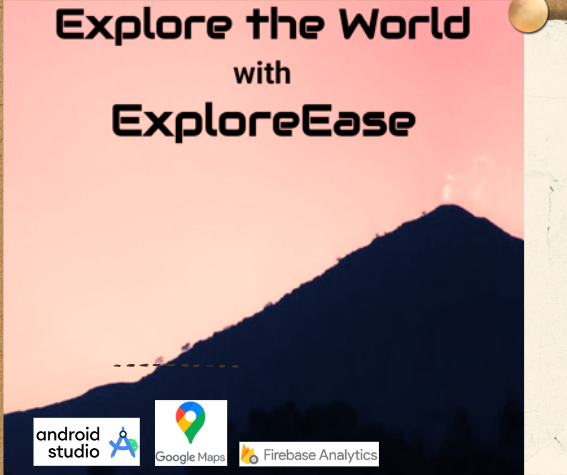 Explore the World
with
ExploreEase
android
studio
Google Maps
Firebase Analytics